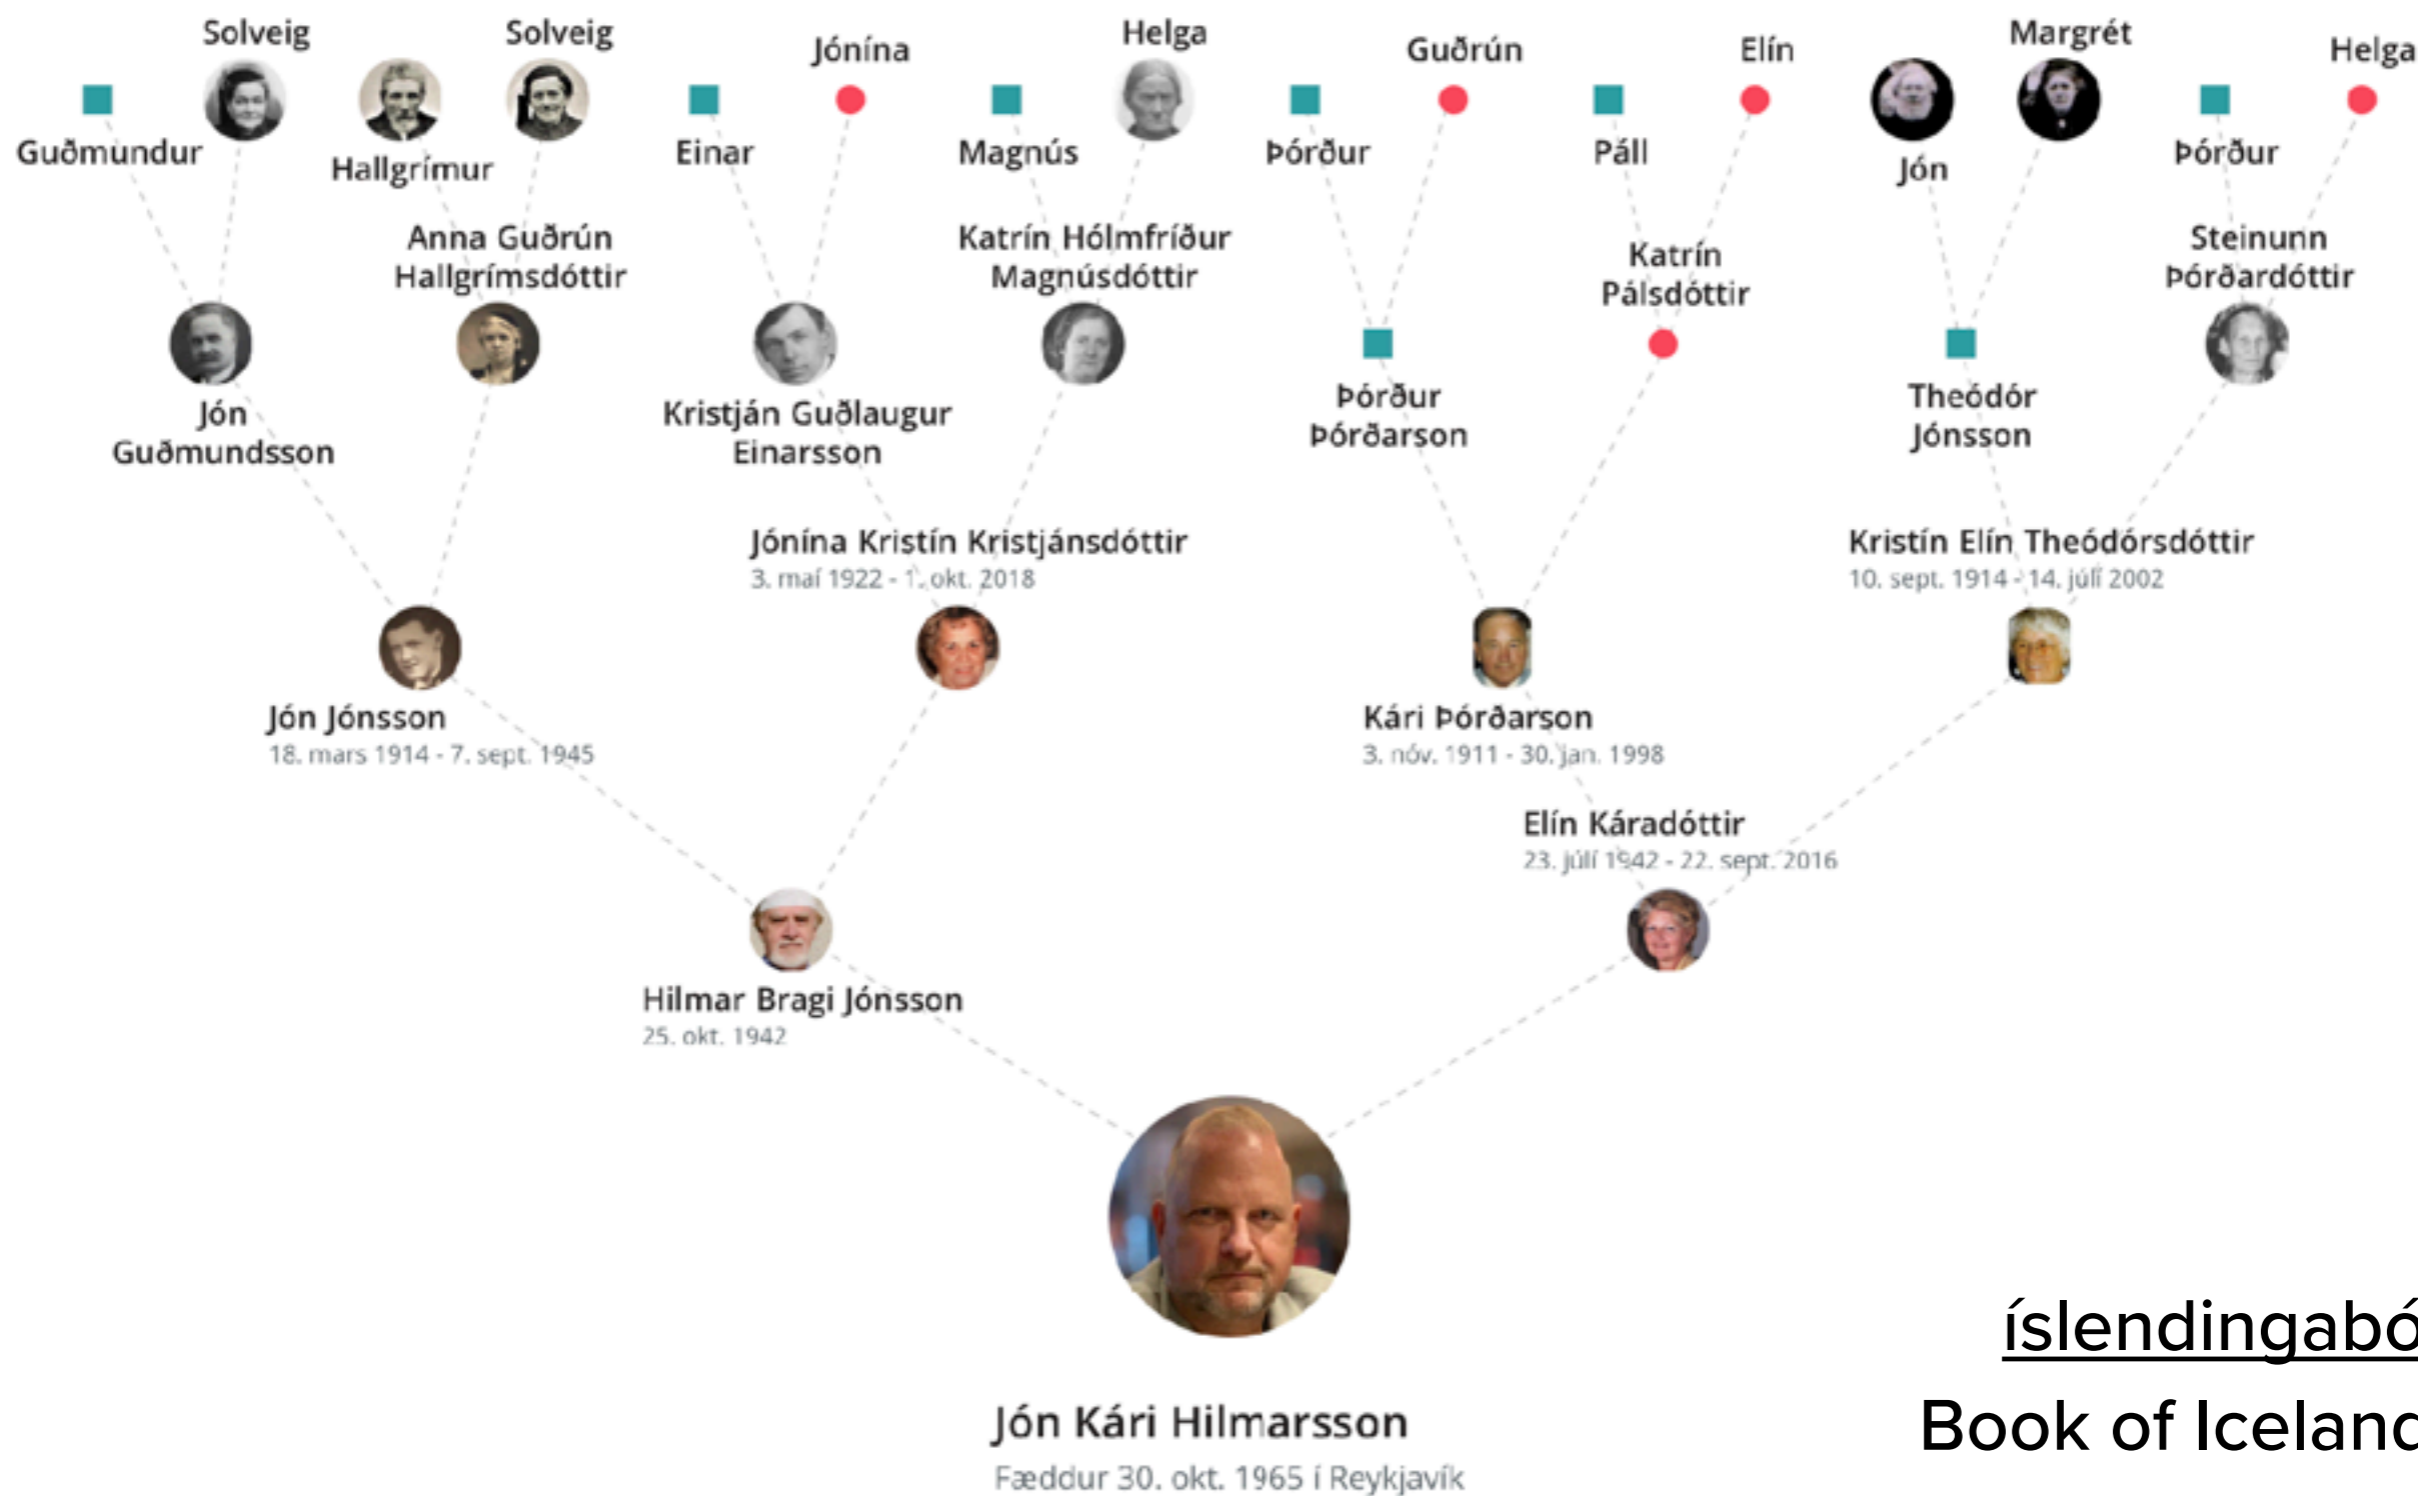 Solveig
Solveig
Helga
Margrét
Jónína
Guðrún
Elín
Helga
Guðmundur
Einar
Magnús
Þórður
Páll
Þórður
Hallgrímur
Jón
Anna Guðrún
Hallgrímsdóttir
Katrín Hólmfríður
Magnúsdóttir
Katrín
Pálsdóttir
Steinunn
Þórðardóttir
Jón
Guðmundsson
Kristján Guðlaugur
Einarsson
Þórður
Þórðarson
Theódór
Jónsson
Jónína Kristín Kristjánsdóttir
3. maí 1922 - 1. okt. 2018
Kristín Elín Theódórsdóttir
10. sept. 1914 - 14. júlí 2002
Jón Jónsson
18. mars 1914 - 7. sept. 1945
Kári Þórðarson
3. nóv. 1911 - 30. jan. 1998
Elín Káradóttir
23. júlí 1942 - 22. sept. 2016
Hilmar Bragi Jónsson
25. okt. 1942
Jón Kári Hilmarsson
Fæddur 30. okt. 1965 í Reykjavík
íslendingabó
Book of Iceland